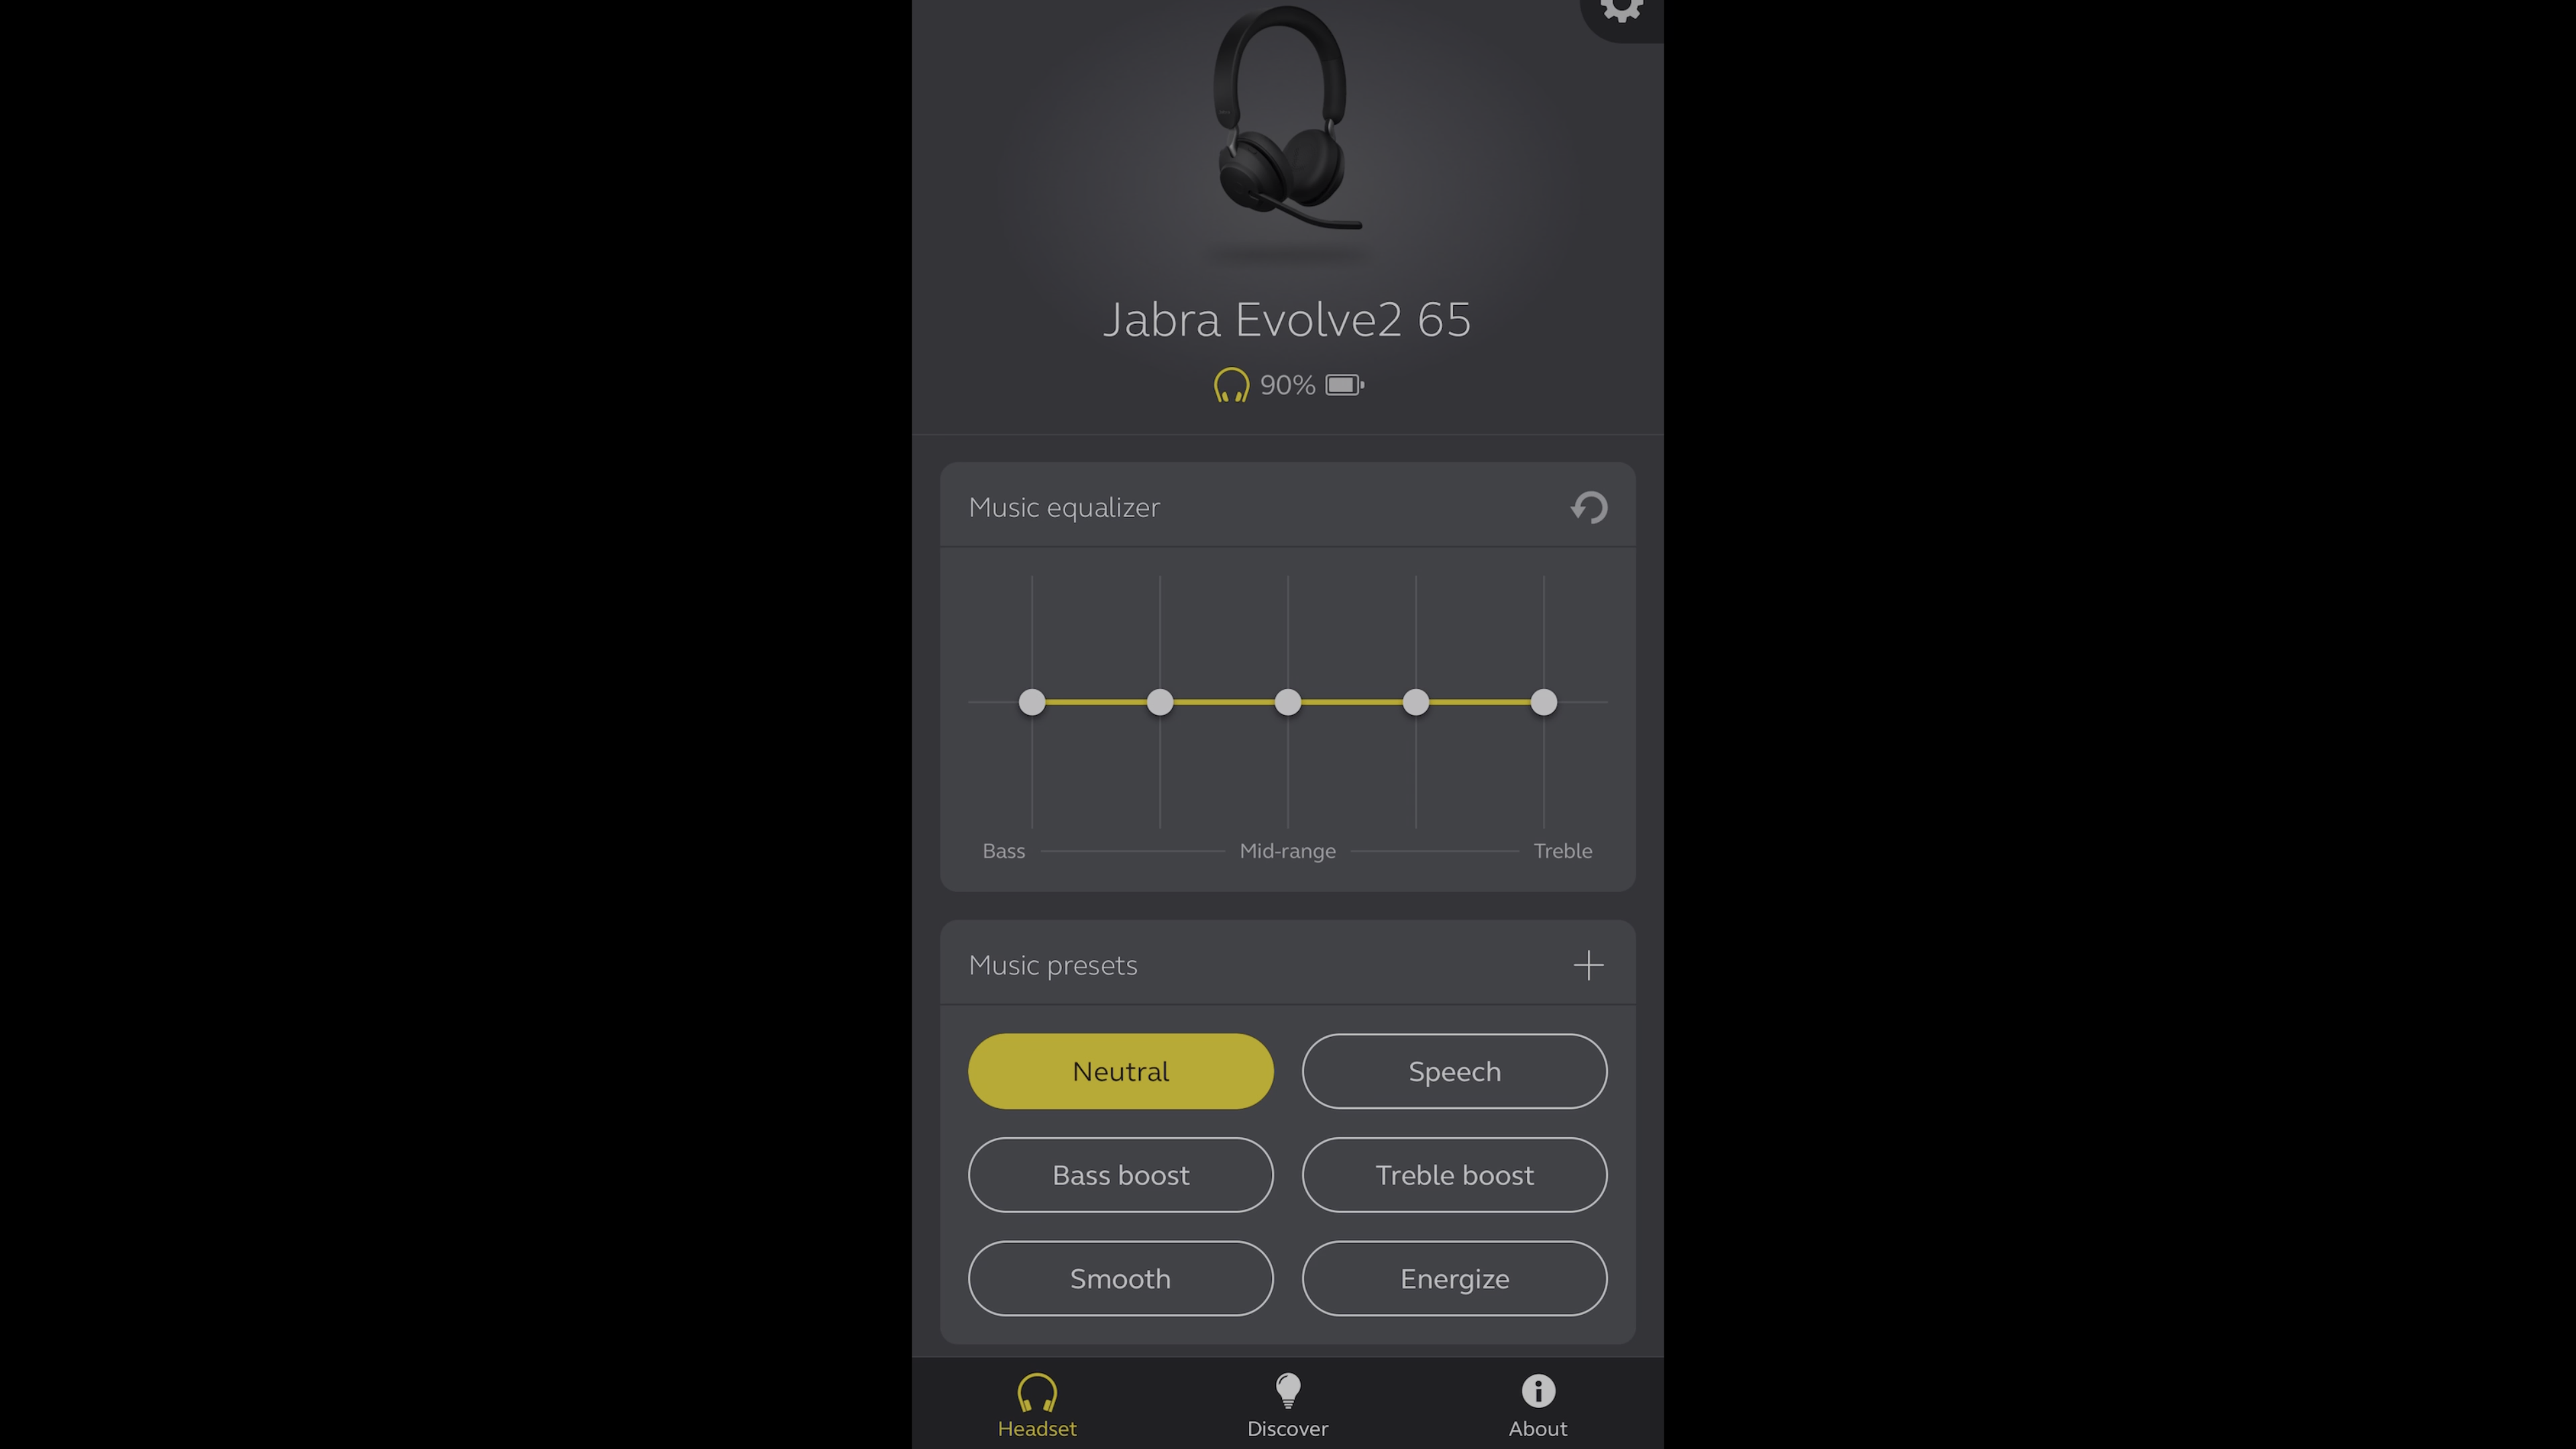 Jabra Evolve2 65
90%
Music equalizer
Bass
Mid-range
Treble
Music presets
Neutral
Speech
Bass boost
Treble boost
Smooth
Energize
Headset
Discover
About